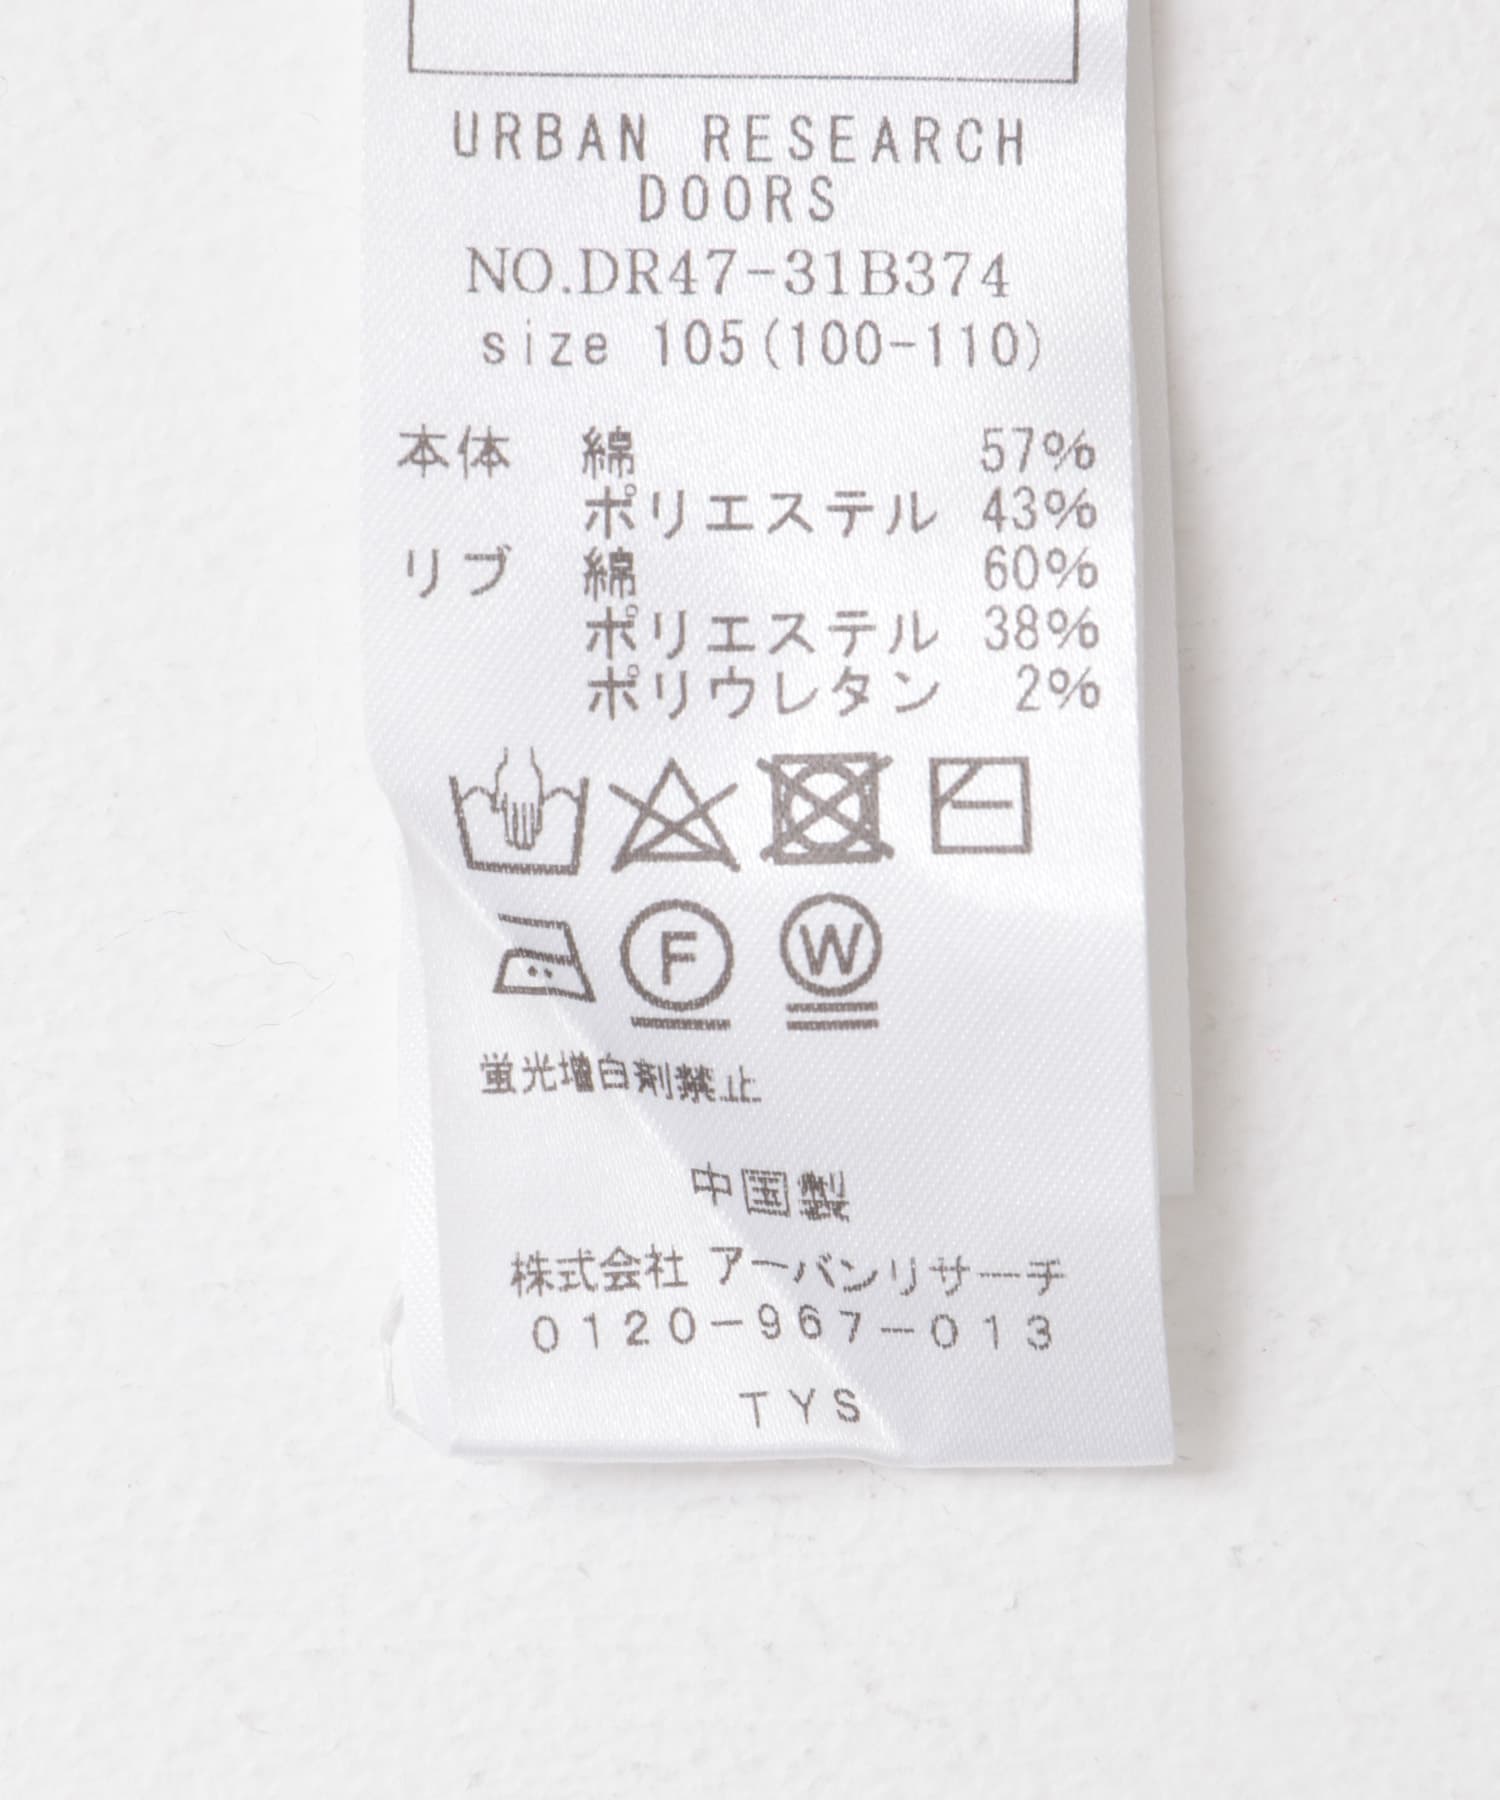 URBAN RESEARCH
DOORS
NO.DR47-31B374
size 105(100-110)
本体 綿 57%
ポリエステル 43%
リブ 綿 60%
ポリエステル 38%
ポリウレタン 2%
F W
蛍光増白剤禁止
中国製
株式会社 アーバンリサーチ
0120-967-013
TYS